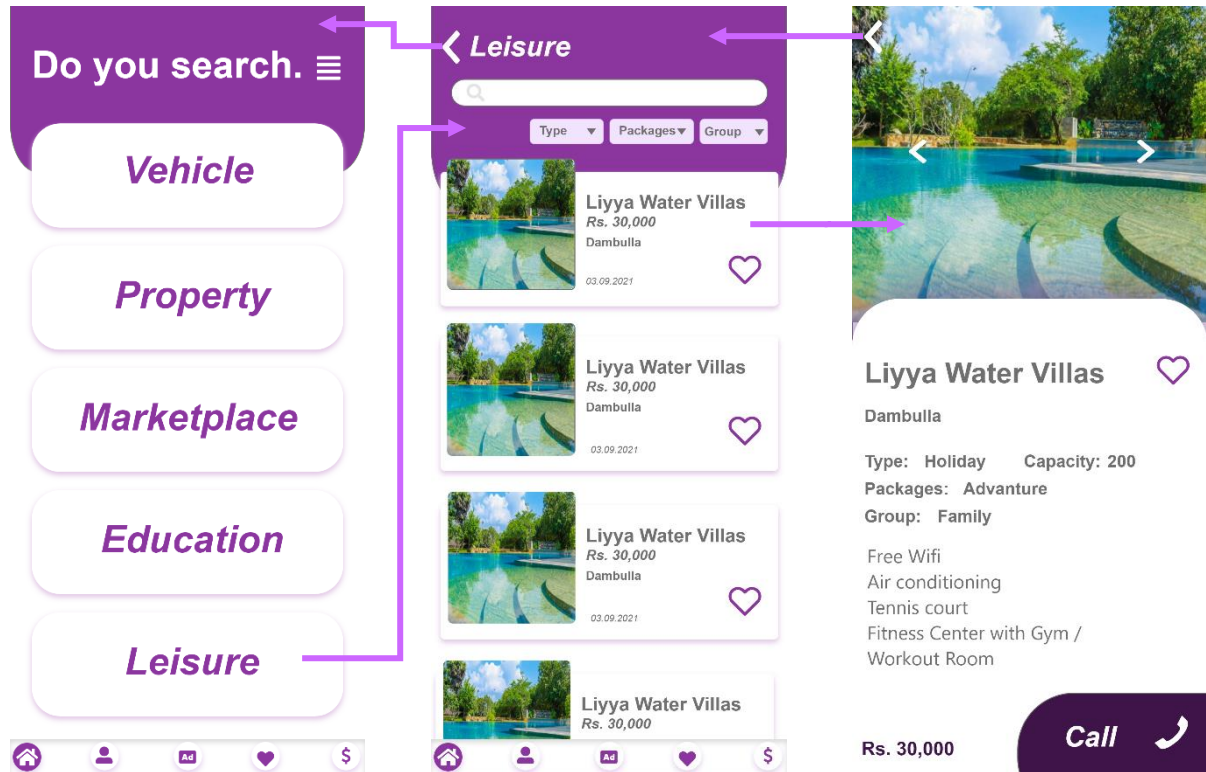 Do you search.
Vehicle
Property
Marketplace
Education
Leisure
Ad
$
Leisure
Type
Packages
Group
Liyya Water Villas
Rs. 30,000
Dambulla
03.09.2021
Liyya Water Villas
Rs. 30,000
Dambulla
03.09.2021
Liyya Water Villas
Rs. 30,000
Dambulla
03.09.2021
Liyya Water Villas
Rs. 30,000
Ad
$
Liyya Water Villas
Dambulla
Type: Holiday Capacity: 200
Packages: Advanture
Group: Family
Free Wifi
Air conditioning
Tennis court
Fitness Center with Gym /
Workout Room
Rs. 30,000
Call